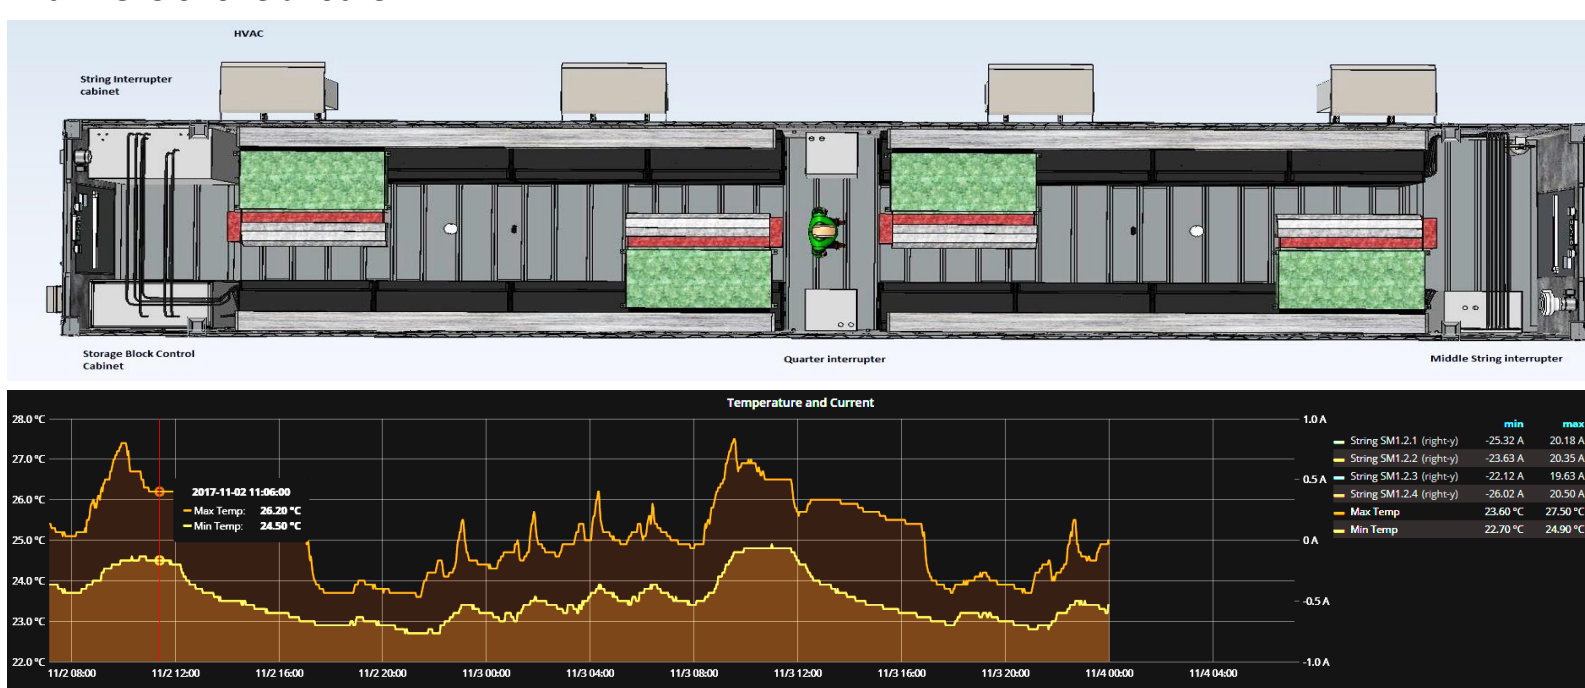 HVAC
String Interrupter
cabinet
Storage Block Control
Cabinet
Quarter interrupter
Middle String interrupter
Temperature and Current
28.0 °C
27.0 °C
26.0 °C
25.0 °C
24.0 °C
23.0 °C
22.0 °C
2017-11-02 11:06:00
Max Temp: 26.20 °C
Min Temp: 24.50 °C
1.0 A
0.5 A
0 A
-0.5 A
-1.0 A
11/2 08:00 11/2 12:00 11/2 16:00 11/2 20:00 11/3 00:00 11/3 04:00 11/3 08:00 11/3 12:00 11/3 16:00 11/3 20:00 11/4 00:00 11/4 04:00
min max
String SM1.2.1 (right-y) -25.32 A 20.18 A
String SM1.2.2 (right-y) -23.63 A 20.35 A
String SM1.2.3 (right-y) -22.12 A 19.63 A
String SM1.2.4 (right-y) -26.02 A 20.50 A
Max Temp 23.60 °C 27.50 °C
Min Temp 22.70 °C 24.90 °C